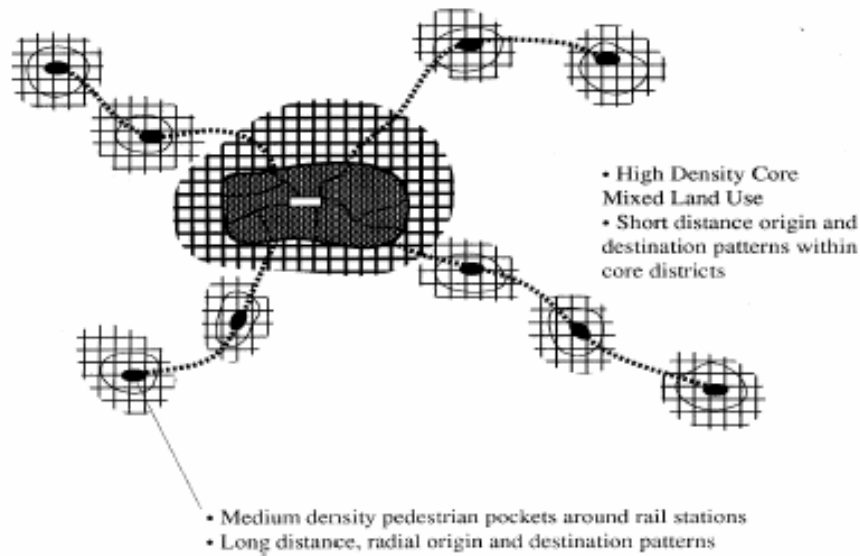 • High Density Core
Mixed Land Use
• Short distance origin and
destination patterns within
core districts
• Medium density pedestrian pockets around rail stations
• Long distance, radial origin and destination patterns